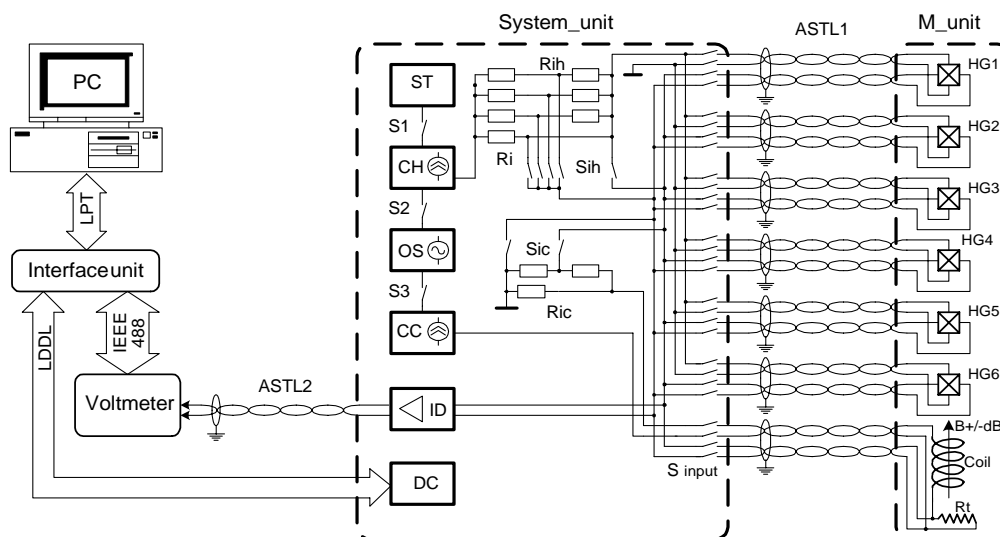 System_unit
ASTL1
M_unit
PC
ST
Rih
HG1
S1
HG2
CH
Ri
Sih
LPT
S2
HG3
OS
Sic
HG4
Interface unit
S3
Ric
CC
HG5
LDDL
IEEE 488
ASTL2
HG6
Voltmeter
ID
B+/-dB
Coil
S input
DC
Rt